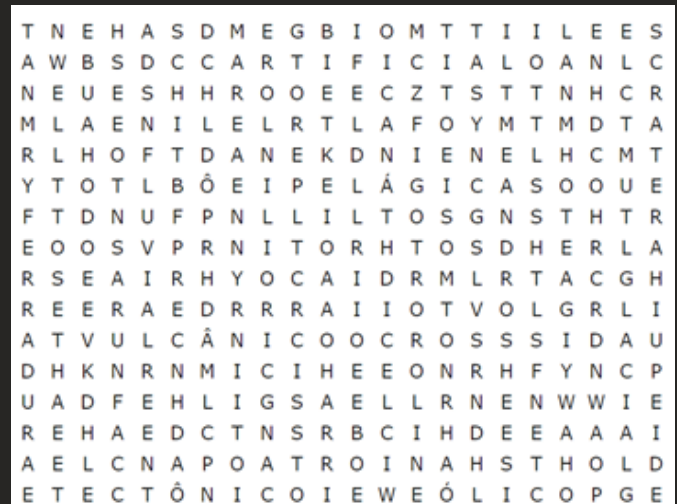 T N E H A S D M E G B I O M T T I I L E E S
A W B S D C C A R T I F I C I A L O A N L C
N E U E S H H R O O E E C Z T S T T N H C R
M L A E N I L E L R T L A F O Y M T M D T A
R L H O F T D A N E K D N I E N E L H C M T
Y T O T L B Ô E I P E L Á G I C A S O O U E
F T D N U F P N L L I L T O S G N S T H T R
E O O S V P R N I T O R H T O S D H E R L A
R S E A I R H Y O C A I D R M L R T A C G H
R E E R A E D R R R A I I O T V O L G R L I
A T V U L C Â N I C O O C R O S S S I D A U
D H K N R N M I C I H E E O N R H F Y N C P
U A D F E H L I G S A E L L R N E N W W I E
R E H A E D C T N S R B C I H D E E A A A I
A E L C N A P O A T R O I N A H S T H O L D
E T E C T Ô N I C O I E W E Ó L I C O P G E